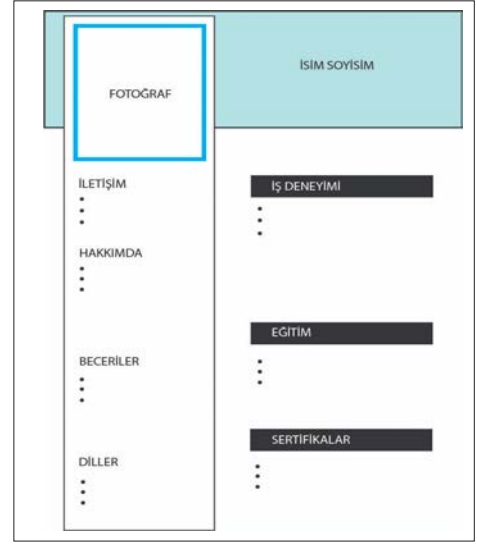 FOTOĞRAF
İSİM SOYİSİM
İLETİŞİM
HAKKIMDA
BECERİLER
DİLLER
İŞ DENEYİMİ
EĞİTİM
SERTİFİKALAR